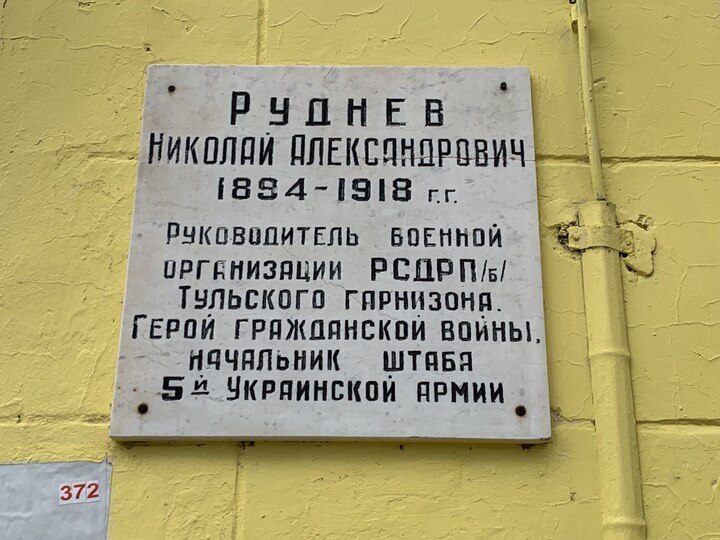 РУДНЕВ
НИКОЛАЙ АЛЕКСАНДРОВИЧ
1894-1918 г.г.
РУКОВОДИТЕЛЬ ВОЕННОЙ
ОРГАНИЗАЦИИ РСДРП/б/
ТУЛЬСКОГО ГАРНИЗОНА.
ГЕРОЙ ГРАЖДАНСКОЙ ВОЙНЫ,
НАЧАЛЬНИК ШТАБА
5й УКРАИНСКОЙ АРМИИ
372